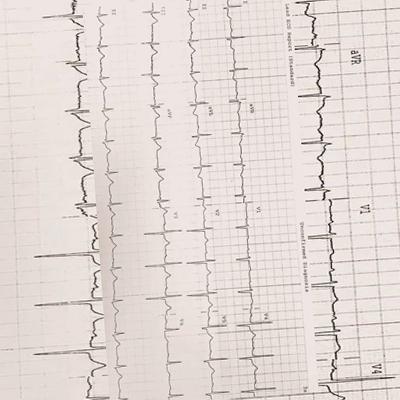 Lead ECG Report (Standard)
aVR
V1
Unconfirmed Diagnosis
V4
II
III
II
I
aVF
aVL
aVR
V3
V2
V1
V6
V5
V4